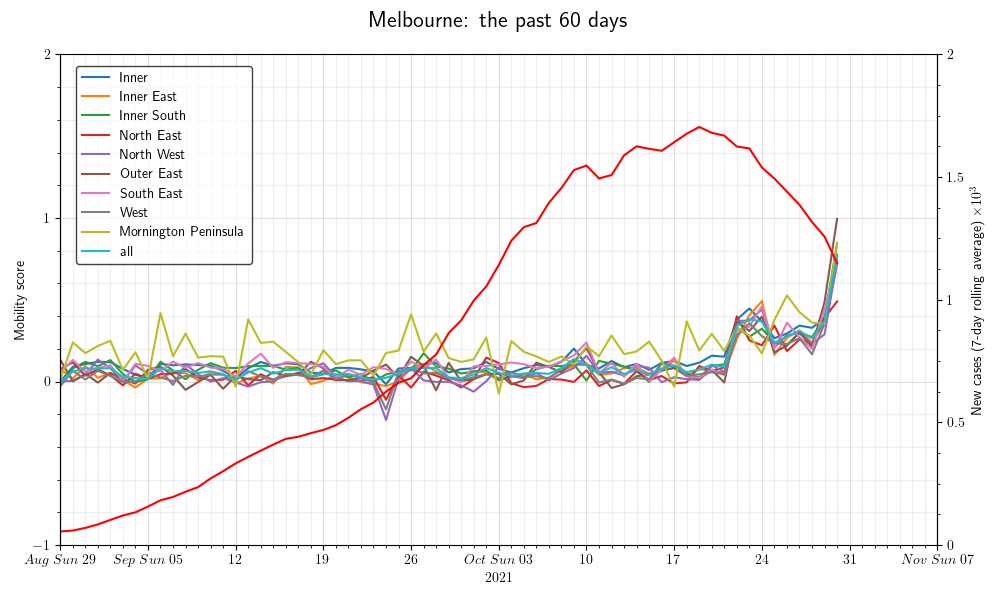 Melbourne: the past 60 days
2
1
0
−1
Mobility score
Inner
Inner East
Inner South
North East
North West
Outer East
South East
West
Mornington Peninsula
all
2
1.5
1
0.5
0
New cases (7-day rolling average) ×10³
Aug Sun 29 Sep Sun 05 12 19 26 Oct Sun 03 10 17 24 31 Nov Sun 07
2021